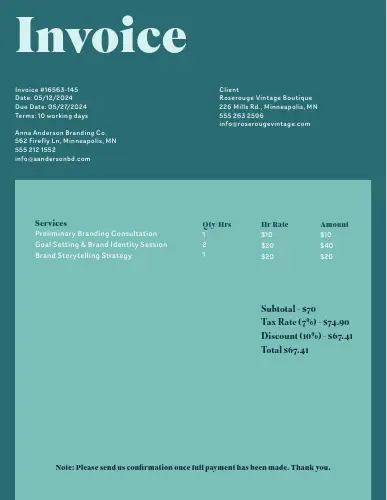 Invoice
Invoice #16563-145
Date: 05/12/2024
Due Date: 05/27/2024
Terms: 10 working days
Anna Anderson Branding Co.
562 Firefly Ln, Minneapolis, MN
555 212 1552
info@aandersonbd.com
Client
Roserouge Vintage Boutique
226 Mills Rd., Minneapolis, MN
555 263 2506
info@roserougevintage.com
Services Qty/Hrs Hr Rate Amount
Preliminary Branding Consultation 1 $10 $10
Goal Setting & Brand Identity Session 2 $20 $40
Brand Storytelling Strategy 1 $20 $20
Subtotal - $70
Tax Rate (7%) - $74.90
Discount (10%) - $67.41
Total $67.41
Note: Please send us confirmation once full payment has been made. Thank you.